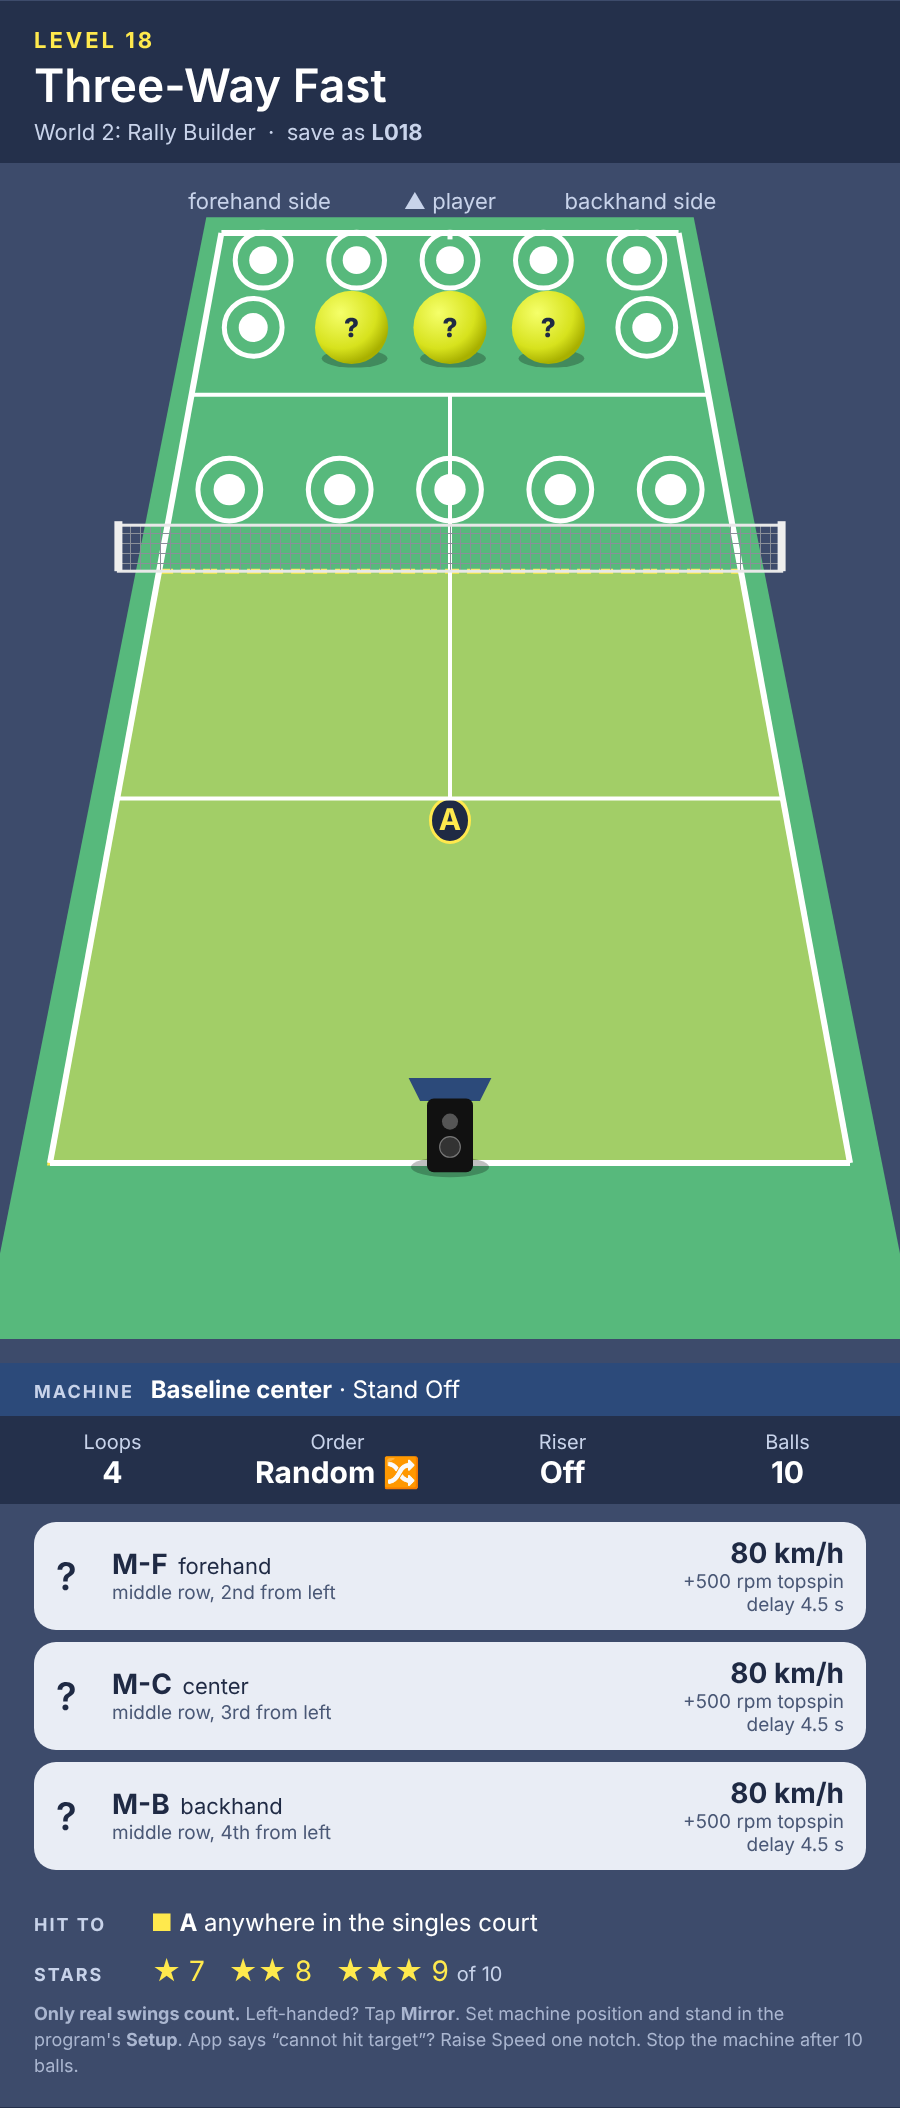 LEVEL 18
Three-Way Fast
World 2: Rally Builder · save as L018
forehand side ▲ player backhand side
? ? ?
A
MACHINE Baseline center · Stand Off
Loops Order Riser Balls
4 Random 🔀 Off 10
? M-F forehand 80 km/h
middle row, 2nd from left +500 rpm topspin
delay 4.5 s
? M-C center 80 km/h
middle row, 3rd from left +500 rpm topspin
delay 4.5 s
? M-B backhand 80 km/h
middle row, 4th from left +500 rpm topspin
delay 4.5 s
HIT TO ■ A anywhere in the singles court
STARS ★ 7 ★★ 8 ★★★ 9 of 10
Only real swings count. Left-handed? Tap Mirror. Set machine position and stand in the
program's Setup. App says “cannot hit target”? Raise Speed one notch. Stop the machine after 10
balls.